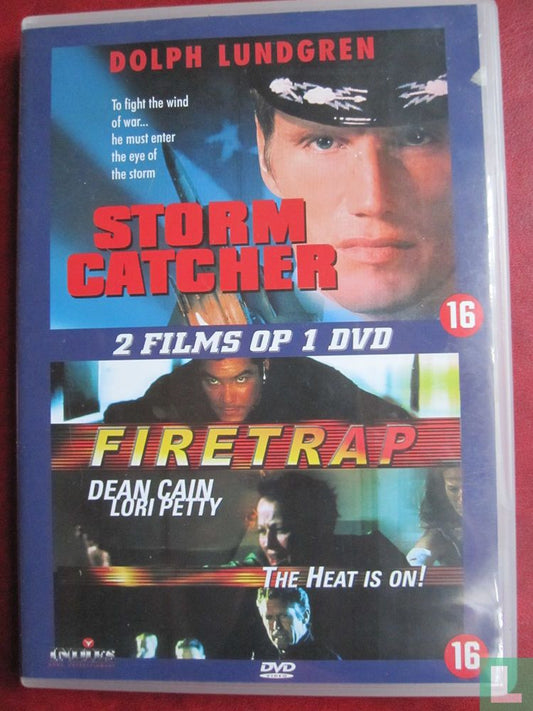 DOLPH LUNDGREN
To fight the wind
of war...
he must enter
the eye of
the storm
STORM
CATCHER
16
2 FILMS OP 1 DVD
FIRETRAP
DEAN CAIN
LORI PETTY
THE HEAT IS ON!
16
DVD
VIDEO
L